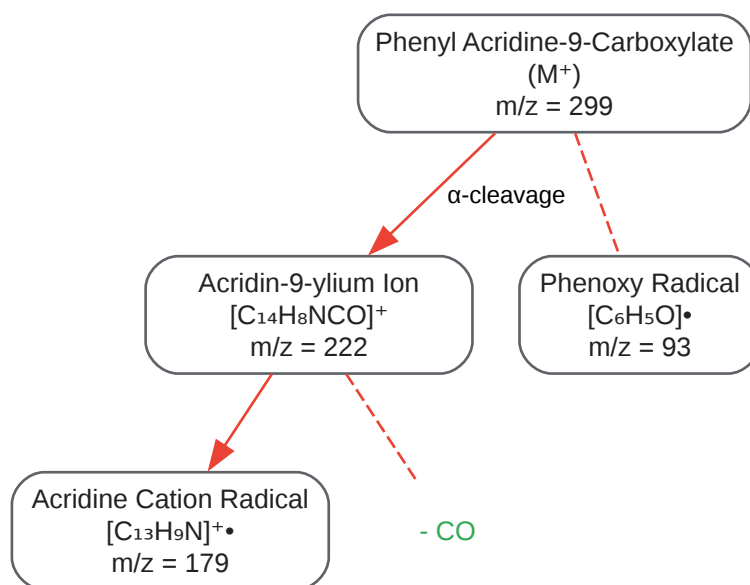 Phenyl Acridine-9-Carboxylate
(M⁺)
m/z = 299
α-cleavage
Acridin-9-ylium Ion
[C₁₄H₈NCO]⁺
m/z = 222
Phenoxy Radical
[C₆H₅O]•
m/z = 93
Acridine Cation Radical
[C₁₃H₉N]⁺•
m/z = 179
- CO